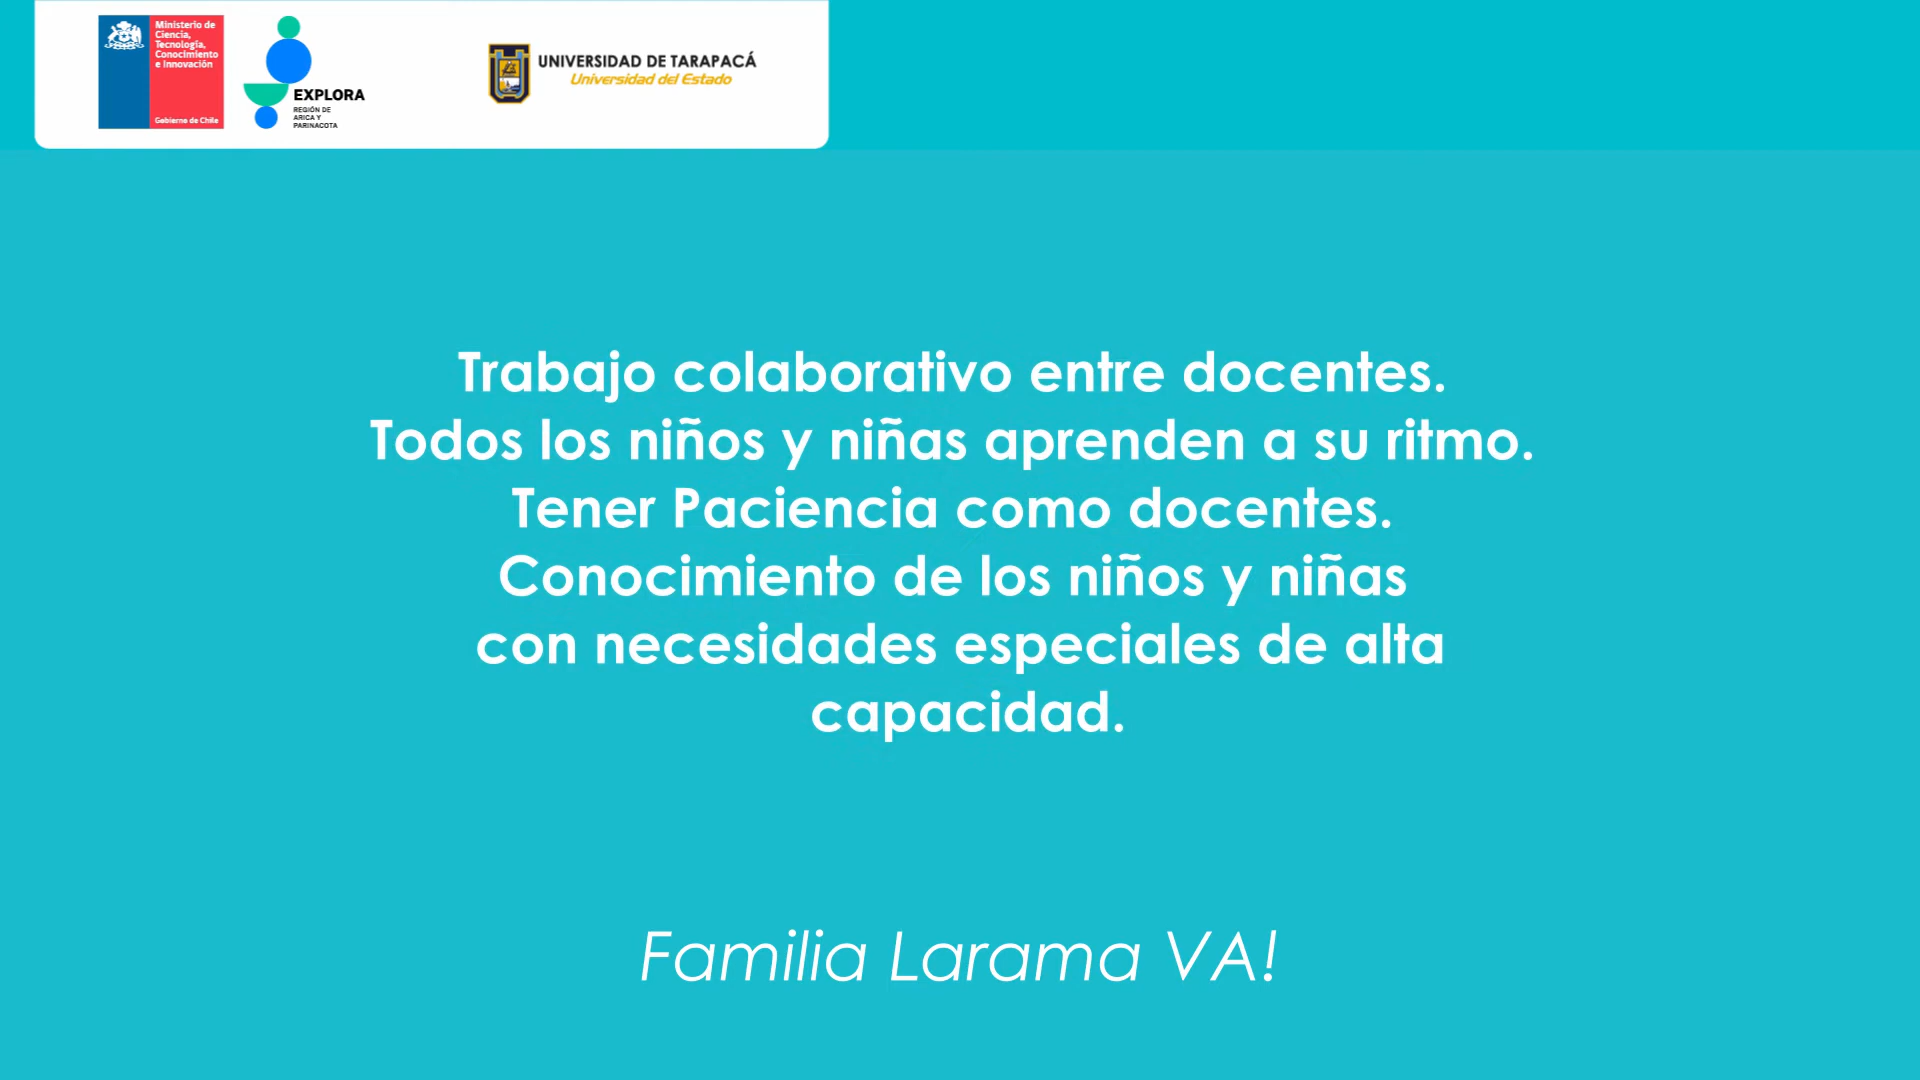 Ministerio de
Ciencia,
Tecnología,
Conocimiento
e Innovación
Gobierno de Chile
EXPLORA
REGIÓN DE
ARICA Y
PARINACOTA
UNIVERSIDAD DE TARAPACÁ
Universidad del Estado
Trabajo colaborativo entre docentes.
Todos los niños y niñas aprenden a su ritmo.
Tener Paciencia como docentes.
Conocimiento de los niños y niñas
con necesidades especiales de alta
capacidad.
Familia Larama VA!